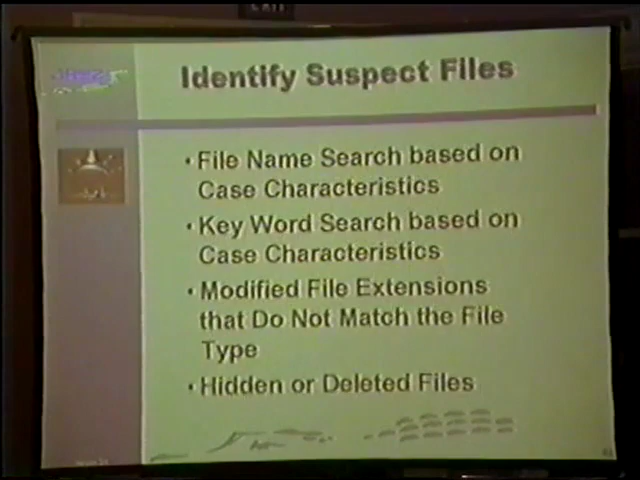 EXIT
Identify Suspect Files
• File Name Search based on
Case Characteristics
• Key Word Search based on
Case Characteristics
• Modified File Extensions
that Do Not Match the File
Type
• Hidden or Deleted Files